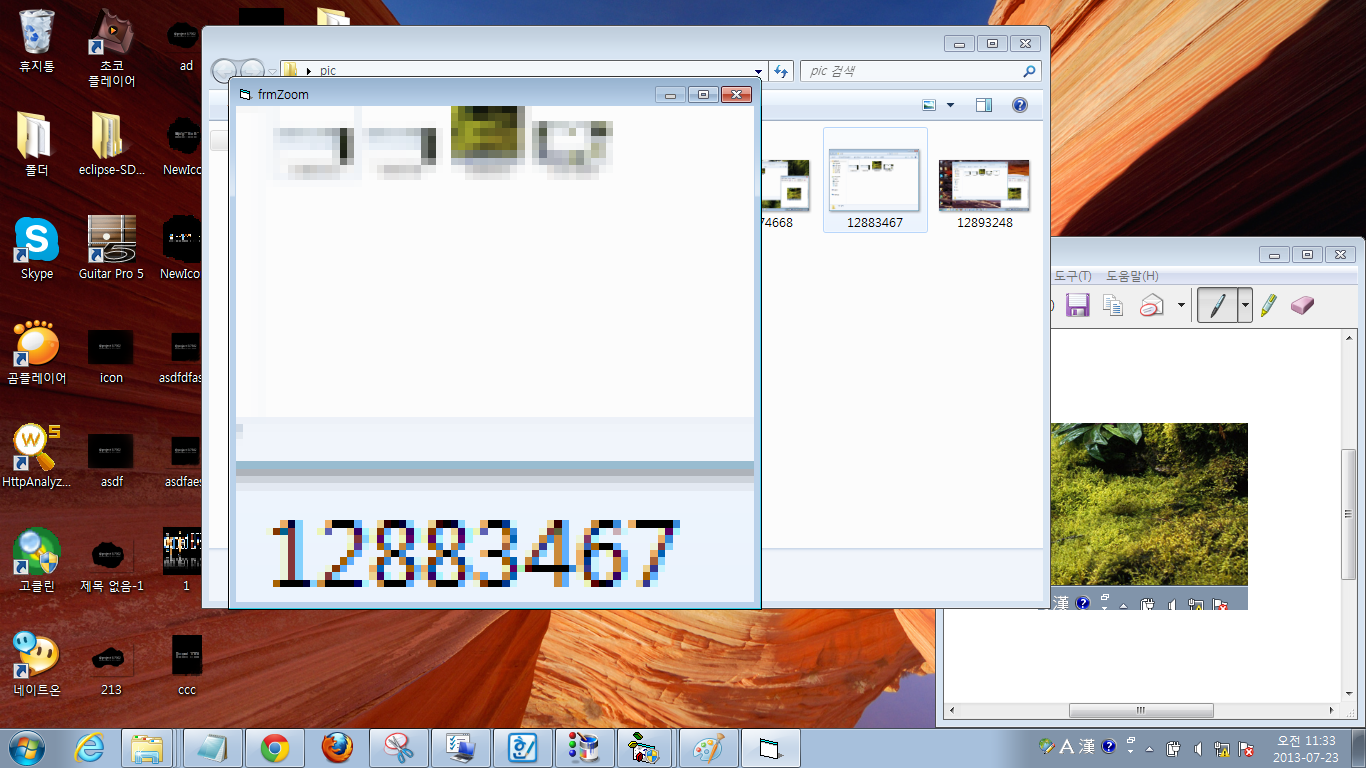 휴지통
초코
플레이어
ad
폴더
eclipse-SD...
NewIco
Skype
Guitar Pro 5
NewIco
곰플레이어
icon
asdfdfas
HttpAnalyz...
asdf
asdfaes
고클린
제목 없음-1
1
네이트온
213
ccc
pic
pic 검색
frmZoom
74668
12883467
12893248
12883467
도구(T)
도움말(H)
漢
A 漢
오전 11:33
2013-07-23